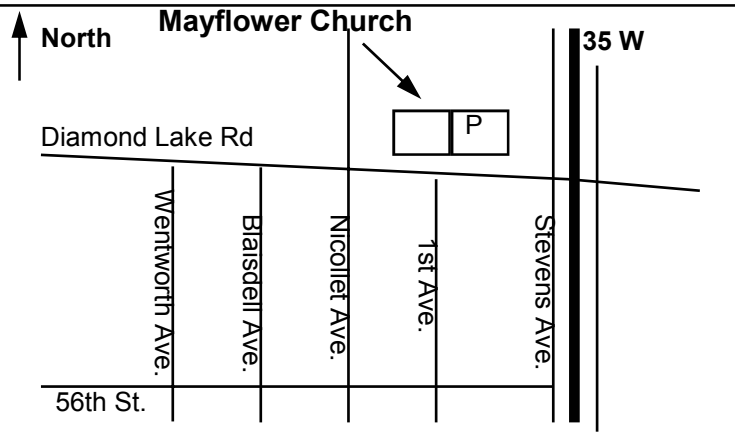 Mayflower Church
North
35 W
P
Diamond Lake Rd
Wentworth Ave.
Blaisdell Ave.
Nicollet Ave.
1st Ave.
Stevens Ave.
56th St.